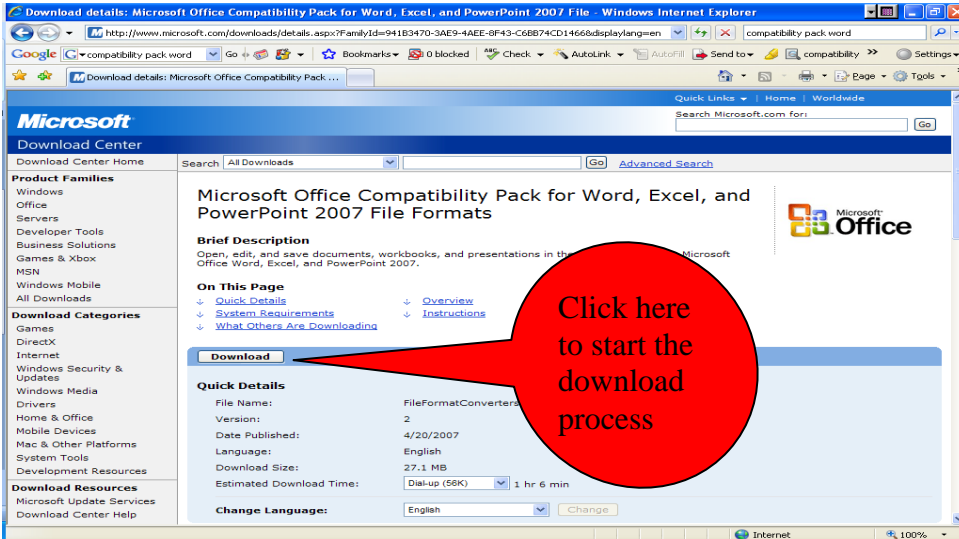 Download details: Microsoft Office Compatibility Pack for Word, Excel, and PowerPoint 2007 File - Windows Internet Explorer
http://www.microsoft.com/downloads/details.aspx?FamilyId=941B3470-3AE9-4AEE-8F43-C6BB74CD1466&displaylang=en
compatibility pack word
Google
compatibility pack word
Go
Bookmarks
0 blocked
Check
AutoLink
AutoFill
Send to
compatibility
Settings
Download details: Microsoft Office Compatibility Pack ...
Page
Tools
Quick Links | Home | Worldwide
Microsoft
Search Microsoft.com for:
Go
Download Center
Download Center Home
Search
All Downloads
Go
Advanced Search
Product Families
Windows
Office
Servers
Developer Tools
Business Solutions
Games & Xbox
MSN
Windows Mobile
All Downloads
Download Categories
Games
DirectX
Internet
Windows Security &
Updates
Windows Media
Drivers
Home & Office
Mobile Devices
Mac & Other Platforms
System Tools
Development Resources
Download Resources
Microsoft Update Services
Download Center Help
Microsoft Office Compatibility Pack for Word, Excel, and
PowerPoint 2007 File Formats
Microsoft
Office
Brief Description
Open, edit, and save documents, workbooks, and presentations in the Microsoft
Office Word, Excel, and PowerPoint 2007.
On This Page
Quick Details
Overview
System Requirements
Instructions
What Others Are Downloading
Click here
to start the
download
process
Download
Quick Details
File Name:
FileFormatConverters
Version:
2
Date Published:
4/20/2007
Language:
English
Download Size:
27.1 MB
Estimated Download Time:
Dial-up (56K)
1 hr 6 min
Change Language:
English
Change
Internet
100%